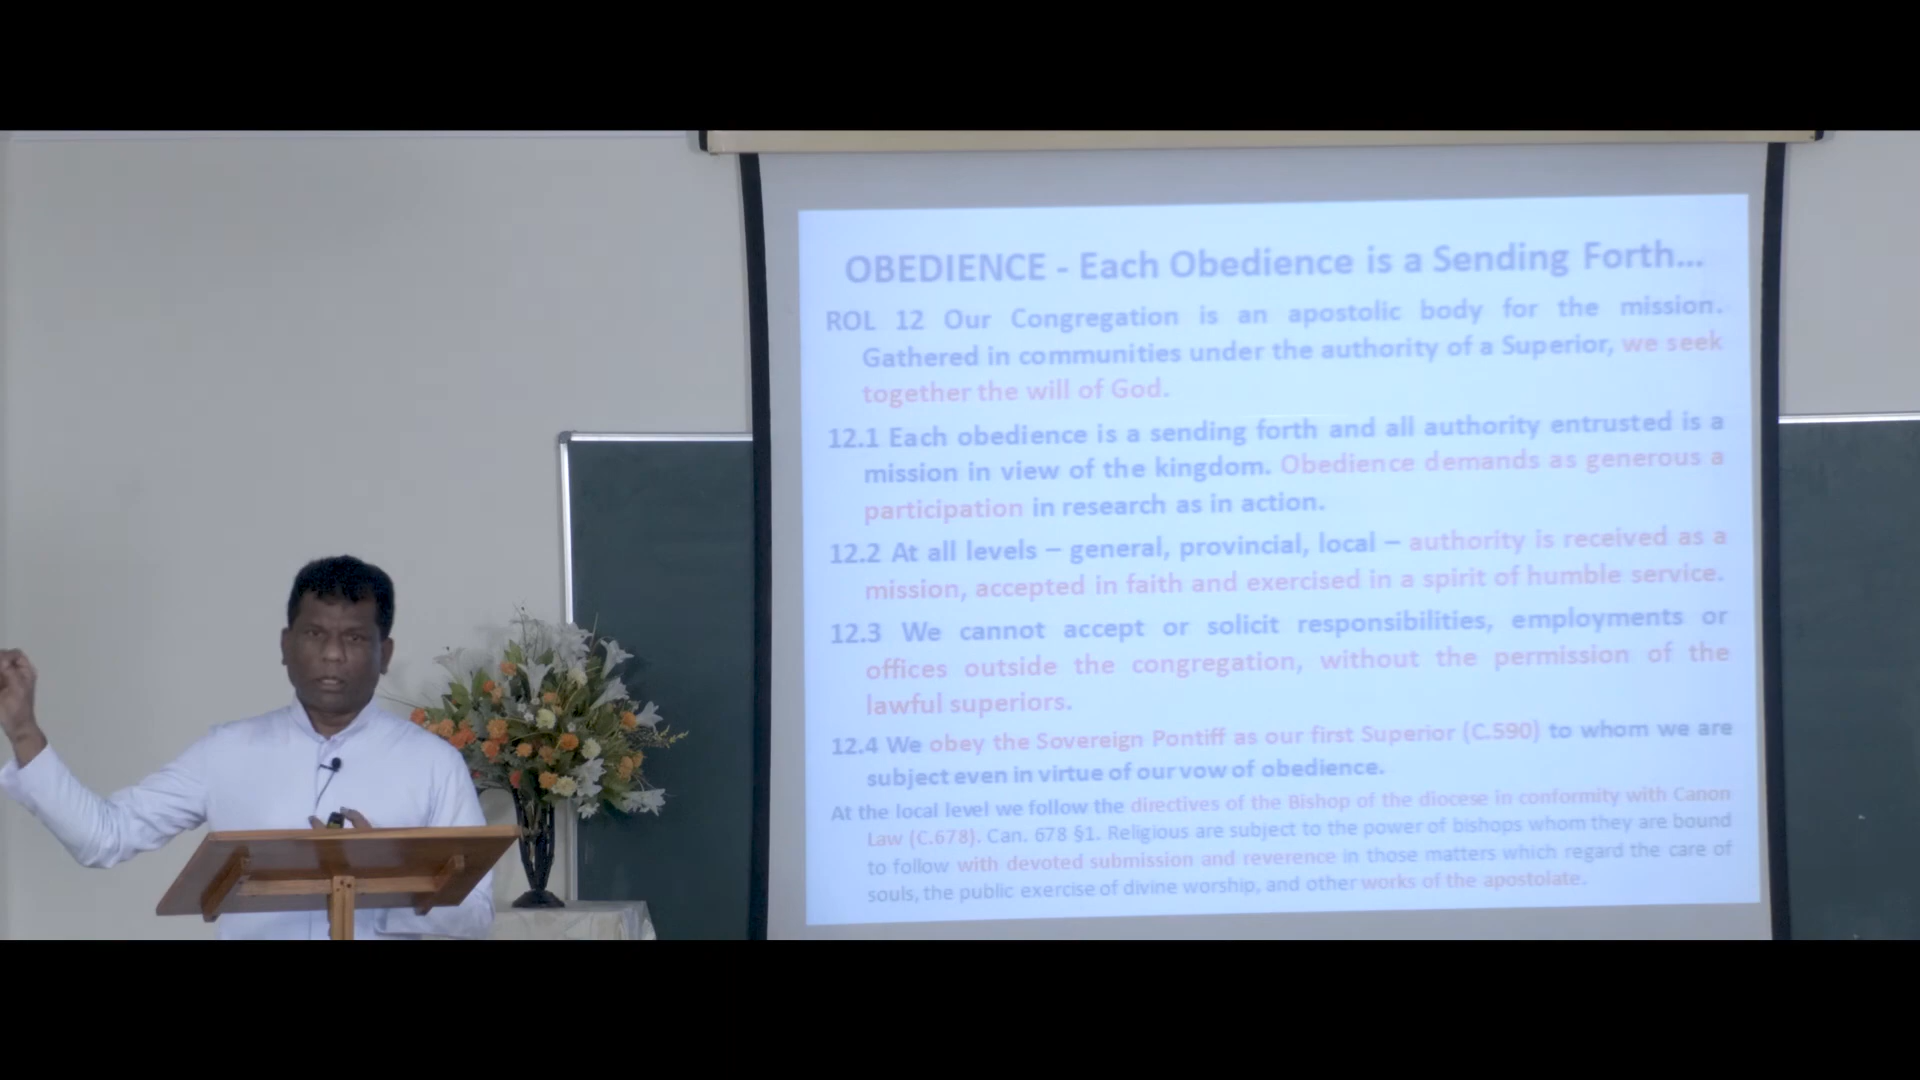 OBEDIENCE - Each Obedience is a Sending Forth...
ROL 12 Our Congregation is an apostolic body for the mission.
Gathered in communities under the authority of a Superior, we seek
together the will of God.
12.1 Each obedience is a sending forth and all authority entrusted is a
mission in view of the kingdom. Obedience demands as generous a
participation in research as in action.
12.2 At all levels – general, provincial, local – authority is received as a
mission, accepted in faith and exercised in a spirit of humble service.
12.3 We cannot accept or solicit responsibilities, employments or
offices outside the congregation, without the permission of the
lawful superiors.
12.4 We obey the Sovereign Pontiff as our first Superior (C.590) to whom we are
subject even in virtue of our vow of obedience.
At the local level we follow the directives of the Bishop of the diocese in conformity with Canon
Law (C.678). Can. 678 §1. Religious are subject to the power of bishops whom they are bound
to follow with devoted submission and reverence in those matters which regard the care of
souls, the public exercise of divine worship, and other works of the apostolate.